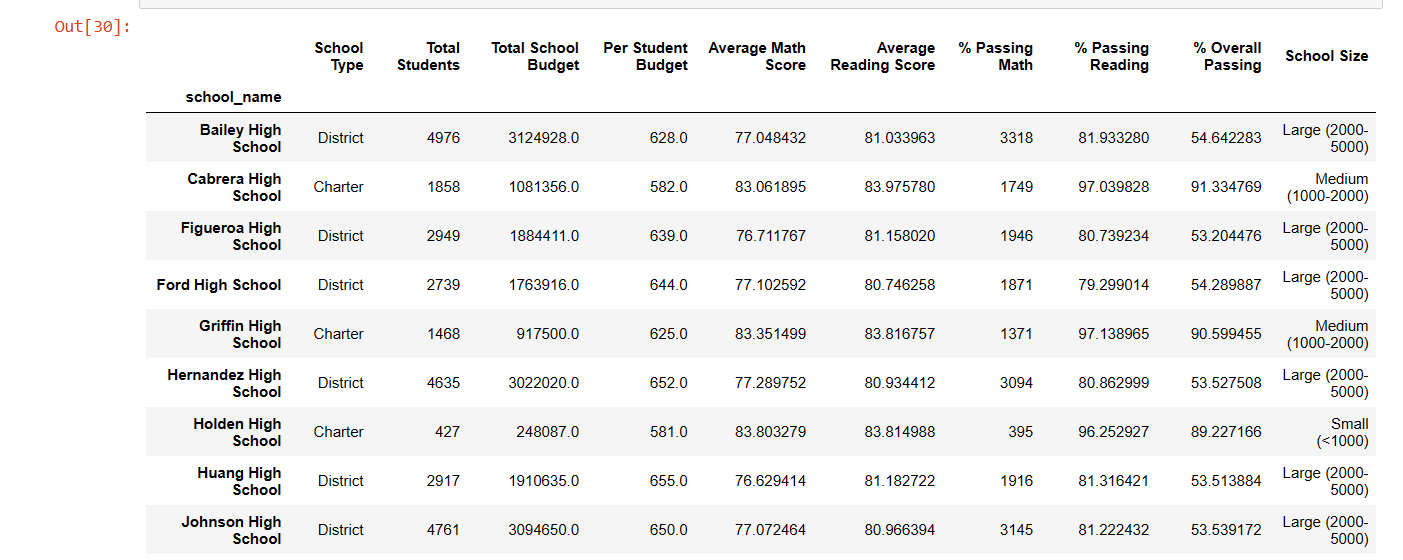 Out[30]:
School Type Total Students Total School Budget Per Student Budget Average Math Score Average Reading Score % Passing Math % Passing Reading % Overall Passing School Size
school_name
Bailey High School District 4976 3124928.0 628.0 77.048432 81.033963 3318 81.933280 54.642283 Large (2000-5000)
Cabrera High School Charter 1858 1081356.0 582.0 83.061895 83.975780 1749 97.039828 91.334769 Medium (1000-2000)
Figueroa High School District 2949 1884411.0 639.0 76.711767 81.158020 1946 80.739234 53.204476 Large (2000-5000)
Ford High School District 2739 1763916.0 644.0 77.102592 80.746258 1871 79.299014 54.289887 Large (2000-5000)
Griffin High School Charter 1468 917500.0 625.0 83.351499 83.816757 1371 97.138965 90.599455 Medium (1000-2000)
Hernandez High School District 4635 3022020.0 652.0 77.289752 80.934412 3094 80.862999 53.527508 Large (2000-5000)
Holden High School Charter 427 248087.0 581.0 83.803279 83.814988 395 96.252927 89.227166 Small (<1000)
Huang High School District 2917 1910635.0 655.0 76.629414 81.182722 1916 81.316421 53.513884 Large (2000-5000)
Johnson High School District 4761 3094650.0 650.0 77.072464 80.966394 3145 81.222432 53.539172 Large (2000-5000)